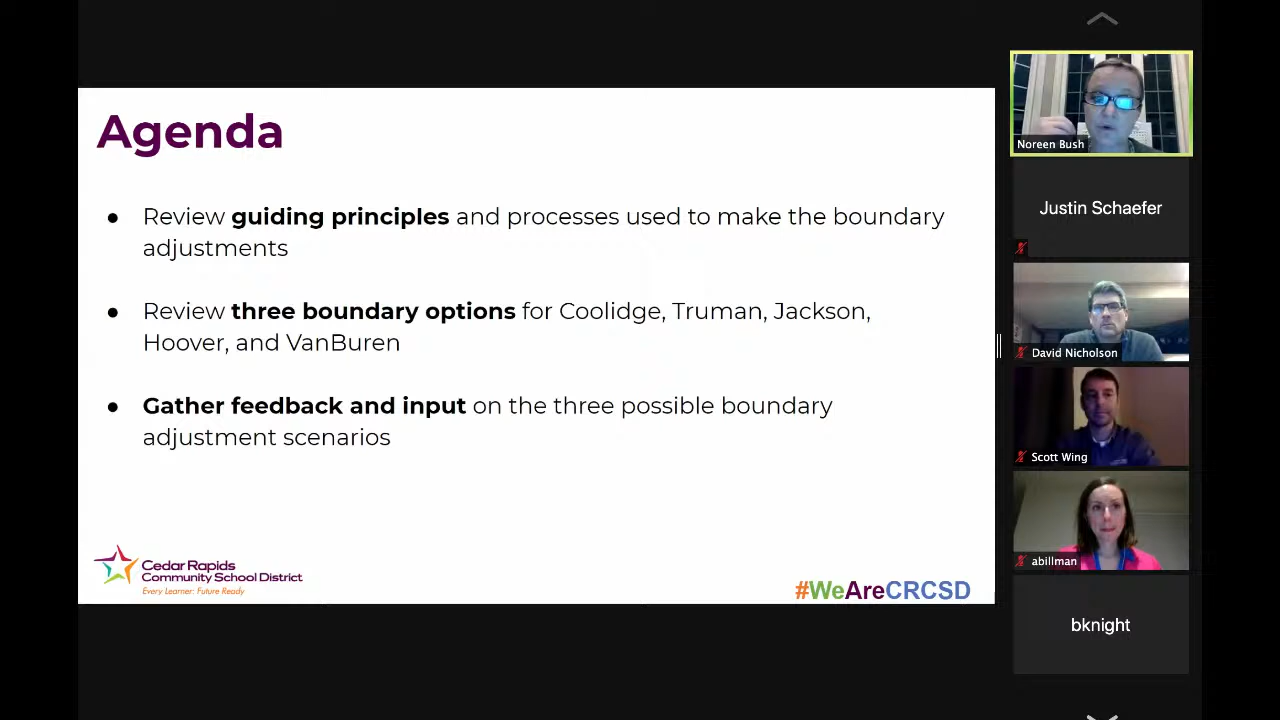 Agenda
● Review guiding principles and processes used to make the boundary
adjustments
● Review three boundary options for Coolidge, Truman, Jackson,
Hoover, and VanBuren
● Gather feedback and input on the three possible boundary
adjustment scenarios
Cedar Rapids
Community School District
Every Learner: Future Ready
#WeAreCRCSD
Noreen Bush
Justin Schaefer
David Nicholson
Scott Wing
abillman
bknight